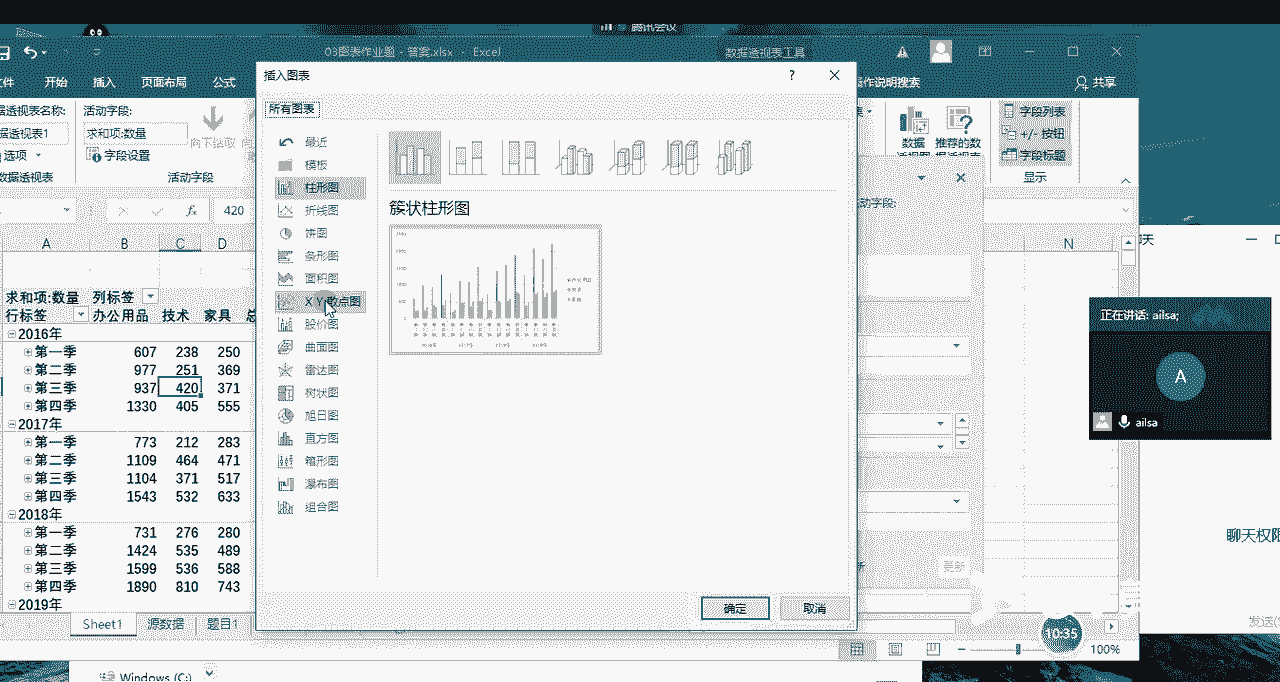 腾讯会议
03图表作业题 - 答案.xlsx - Excel
数据透视表工具
开始 插入 页面布局 公式
操作说明搜索
共享
据透视表名称:
据透视表1
选项
数据透视表
活动字段:
求和项:数量
字段设置
向下钻取
活动字段
数据
透视图
推荐的数
据透视表
字段列表
+/- 按钮
字段标题
显示
fx 420
A B C D N
求和项:数量 列标签
行标签 办公用品 技术 家具 总
2016年
第一季 607 238 250
第二季 977 251 369
第三季 937 420 371
第四季 1330 405 555
2017年
第一季 773 212 283
第二季 1109 464 471
第三季 1104 371 517
第四季 1543 532 633
2018年
第一季 731 276 280
第二季 1424 535 489
第三季 1599 536 588
第四季 1890 810 743
2019年
Sheet1 源数据 题目1
插入图表
? ×
所有图表
最近
模板
柱形图
折线图
饼图
条形图
面积图
X Y 散点图
股价图
曲面图
雷达图
树状图
旭日图
直方图
箱形图
瀑布图
组合图
簇状柱形图
确定 取消
动字段:
更新
正在讲话: ailsa;
A
ailsa
聊天权限
发送(S
10:35
100%
Windows (C:)